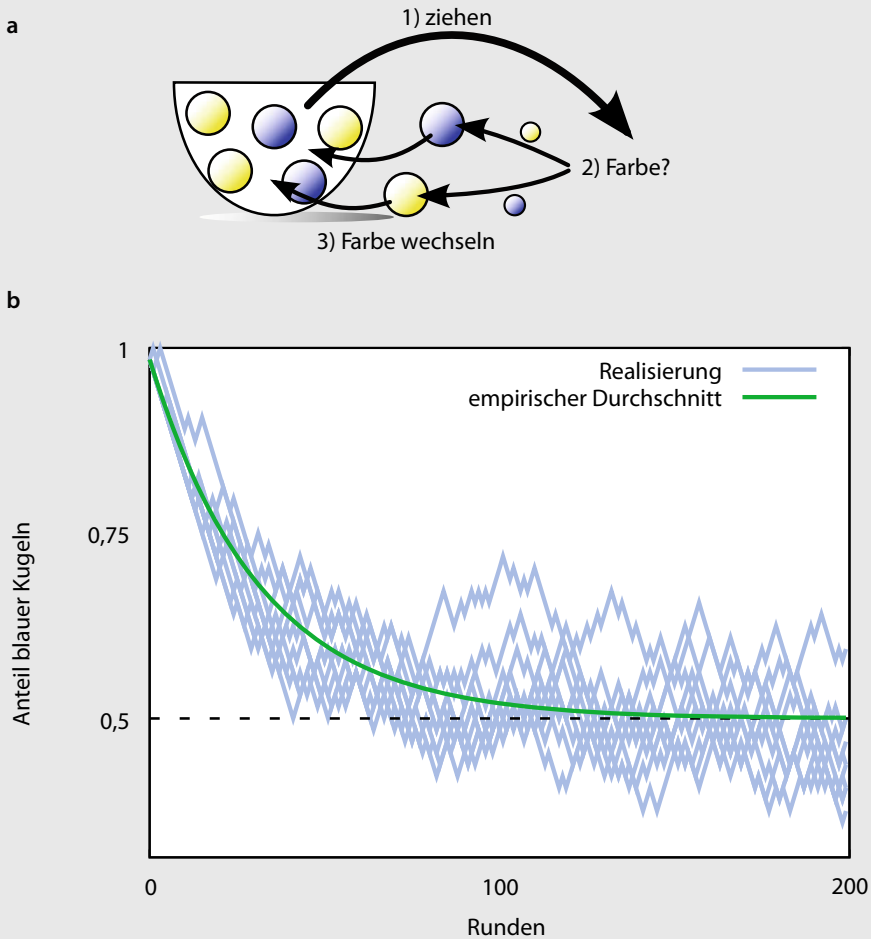 a
1) ziehen
2) Farbe?
3) Farbe wechseln
b
1
Realisierung
empirischer Durchschnitt
0,75
Anteil blauer Kugeln
0,5
0
100
200
Runden